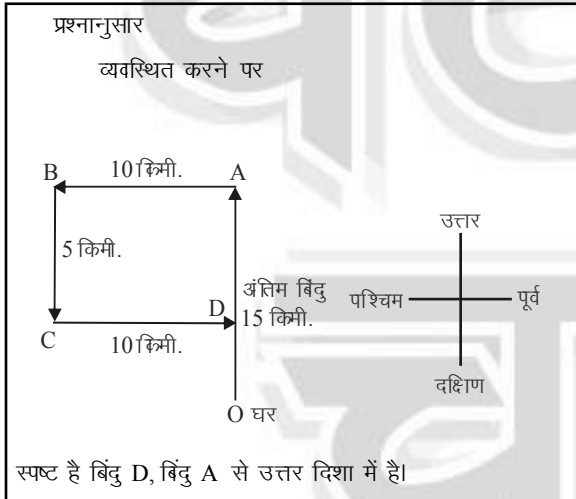 प्रश्नानुसार
व्यवस्थित करने पर
B 10 किमी. A
उत्तर
5 किमी.
अंतिम बिंदु
पश्चिम पूर्व
D 15 किमी.
C 10 किमी.
दक्षिण
O घर
स्पष्ट है बिंदु D, बिंदु A से उत्तर दिशा में है।